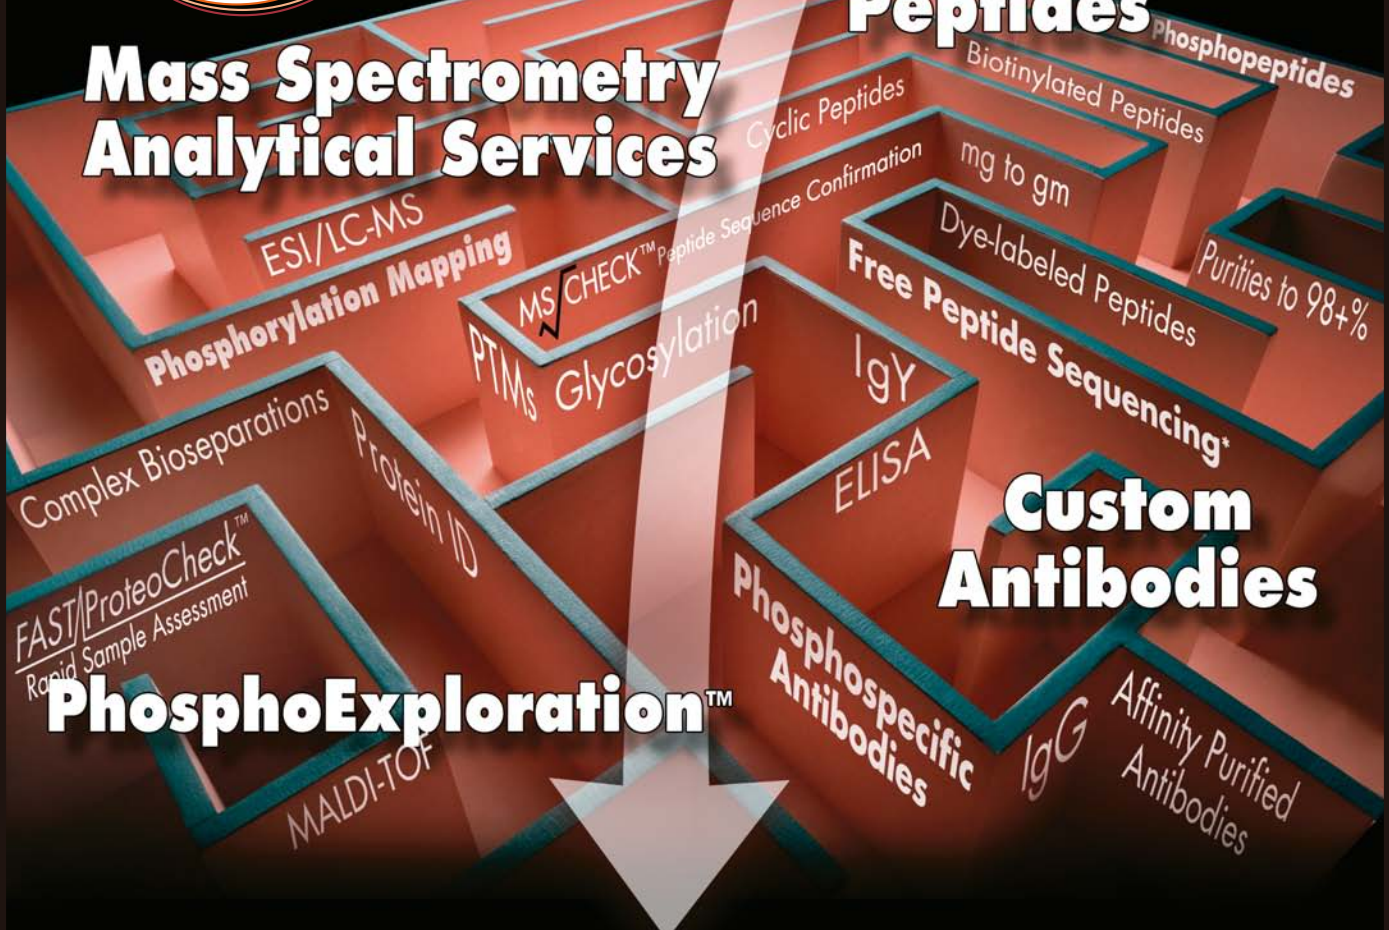 Peptides
Phosphopeptides
Mass Spectrometry
Analytical Services
Biotinylated Peptides
Cyclic Peptides
mg to gm
ESI/LC-MS
Phosphorylation Mapping
MS√CHECK™ Peptide Sequence Confirmation
Dye-labeled Peptides
Purities to 98+%
Free Peptide Sequencing*
PTMs
Glycosylation
IgY
ELISA
Complex Bioseparations
Protein ID
Custom
Antibodies
FAST/ProteoCheck™
Rapid Sample Assessment
PhosphoExploration™
Phosphospecific
Antibodies
IgG
Affinity Purified
Antibodies
MALDI-TOF